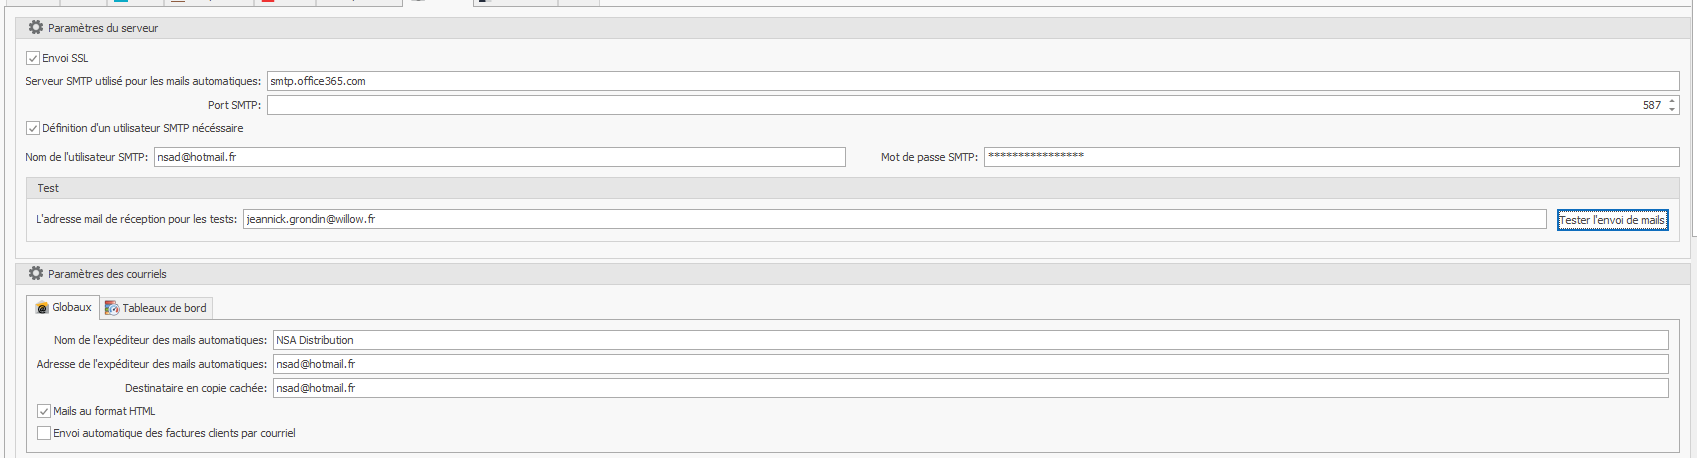 Paramètres du serveur
Envoi SSL
Serveur SMTP utilisé pour les mails automatiques: smtp.office365.com
Port SMTP: 587
Définition d'un utilisateur SMTP nécéssaire
Nom de l'utilisateur SMTP: nsad@hotmail.fr Mot de passe SMTP: ****************
Test
L'adresse mail de réception pour les tests: jeannick.grondin@willow.fr Tester l'envoi de mails
Paramètres des courriels
Globaux Tableaux de bord
Nom de l'expéditeur des mails automatiques: NSA Distribution
Adresse de l'expéditeur des mails automatiques: nsad@hotmail.fr
Destinataire en copie cachée: nsad@hotmail.fr
Mails au format HTML
Envoi automatique des factures clients par courriel